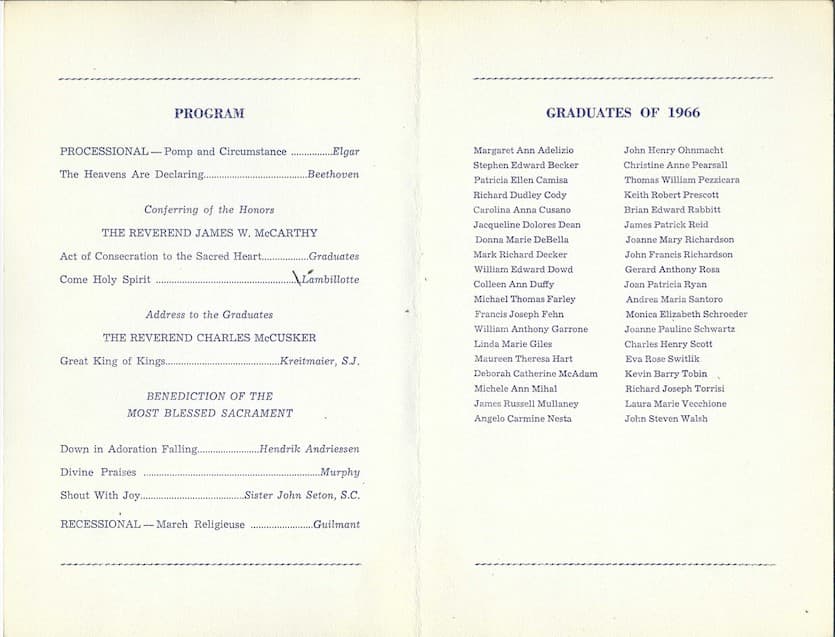 PROGRAM
PROCESSIONAL — Pomp and Circumstance ...............Elgar
The Heavens Are Declaring......................................Beethoven
Conferring of the Honors
THE REVEREND JAMES W. McCARTHY
Act of Consecration to the Sacred Heart.................Graduates
Come Holy Spirit ....................................................Lambillotte
Address to the Graduates
THE REVEREND CHARLES McCUSKER
Great King of Kings..........................................Kreitmaier, S.J.
BENEDICTION OF THE
MOST BLESSED SACRAMENT
Down in Adoration Falling.......................Hendrik Andriessen
Divine Praises .................................................................Murphy
Shout With Joy......................................Sister John Seton, S.C.
RECESSIONAL — March Religieuse .......................Guilmant
GRADUATES OF 1966
Margaret Ann Adelizio
Stephen Edward Becker
Patricia Ellen Camisa
Richard Dudley Cody
Carolina Anna Cusano
Jacqueline Dolores Dean
Donna Marie DeBella
Mark Richard Decker
William Edward Dowd
Colleen Ann Duffy
Michael Thomas Farley
Francis Joseph Fehn
William Anthony Garrone
Linda Marie Giles
Maureen Theresa Hart
Deborah Catherine McAdam
Michele Ann Mihal
James Russell Mullaney
Angelo Carmine Nesta
John Henry Ohnmacht
Christine Anne Pearsall
Thomas William Pezzicara
Keith Robert Prescott
Brian Edward Rabbitt
James Patrick Reid
Joanne Mary Richardson
John Francis Richardson
Gerard Anthony Rosa
Joan Patricia Ryan
Andrea Maria Santoro
Monica Elizabeth Schroeder
Joanne Pauline Schwartz
Charles Henry Scott
Eva Rose Switlik
Kevin Barry Tobin
Richard Joseph Torrisi
Laura Marie Vecchione
John Steven Walsh